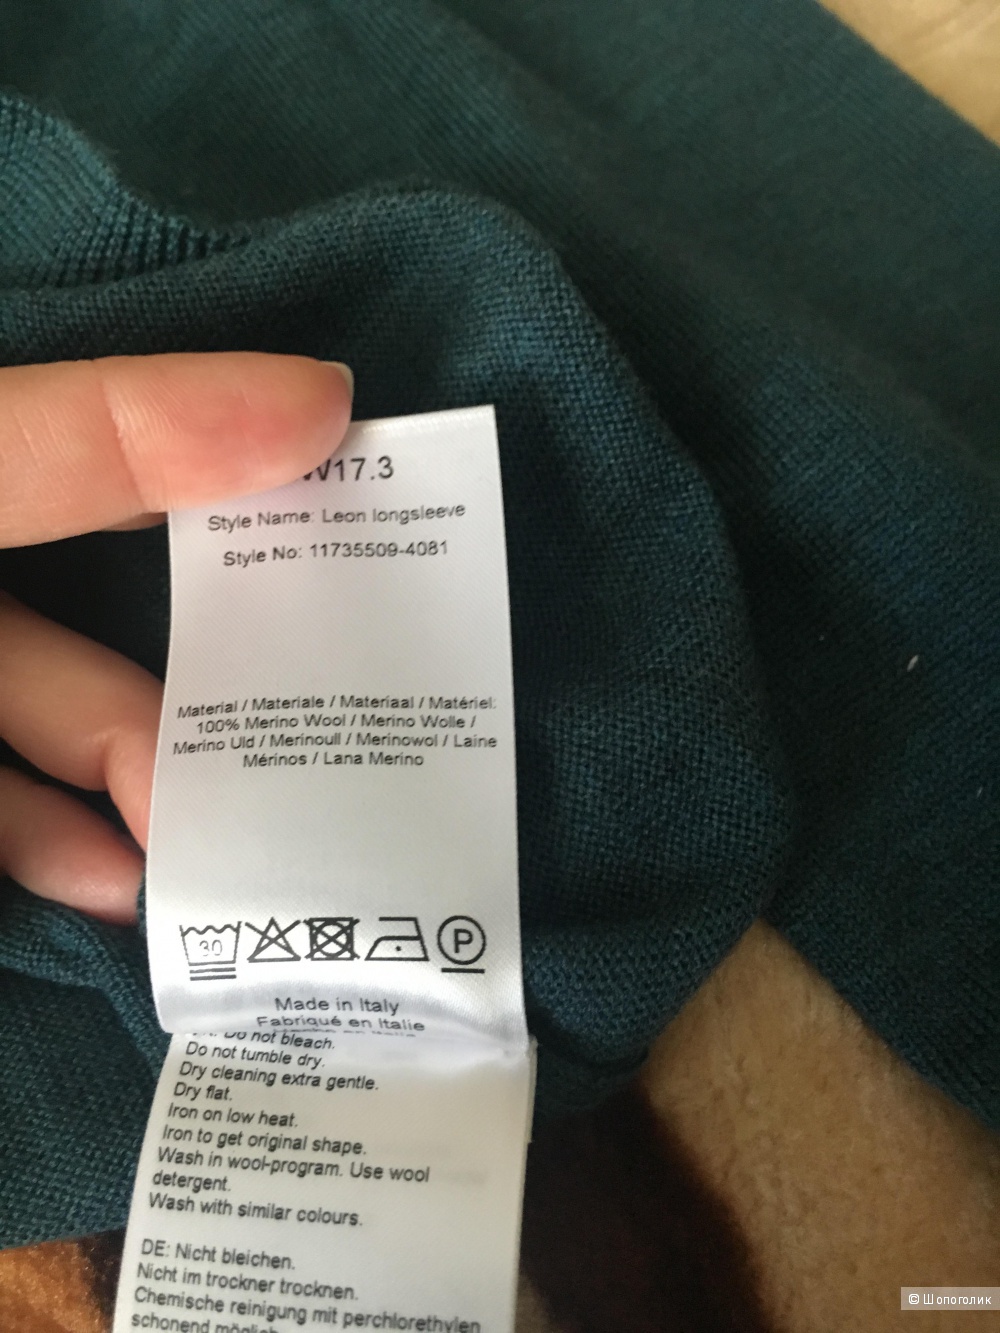 W17.3
Style Name: Leon longsleeve
Style No: 11735509-4081
Material / Materiale / Materiaal / Matériel:
100% Merino Wool / Merino Wolle /
Merino Uld / Merinoull / Merinowol / Laine
Mérinos / Lana Merino
30
P
Made in Italy
Fabriqué en Italie
Do not bleach.
Do not tumble dry.
Dry cleaning extra gentle.
Dry flat.
Iron on low heat.
Iron to get original shape.
Wash in wool-program. Use wool
detergent.
Wash with similar colours.
DE: Nicht bleichen.
Nicht im trockner trocknen.
Chemische reinigung mit perchlorethylen
schonend
© Шопоголик